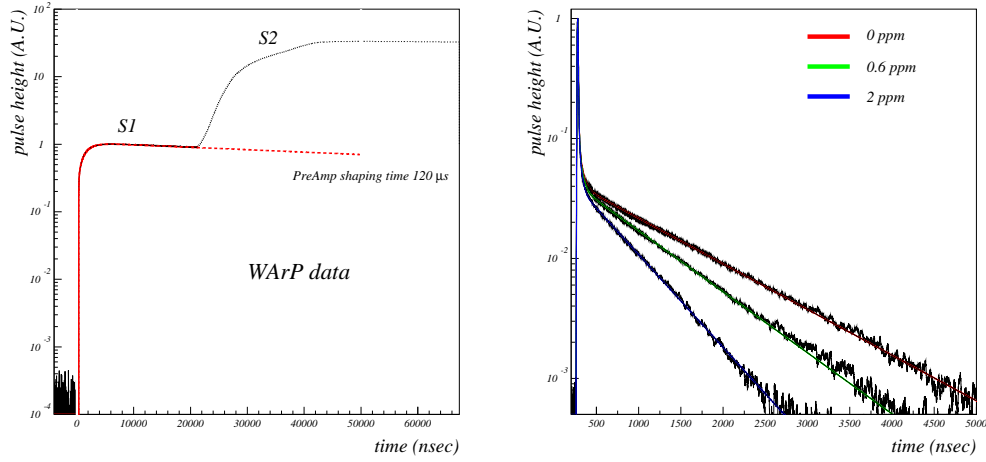 pulse height (A.U.)
10^2
10
1
10^-1
10^-2
10^-3
10^-4
S1
S2
PreAmp shaping time 120 μs
WArP data
0
10000
20000
30000
40000
50000
60000
time (nsec)
pulse height (A.U.)
1
10^-1
10^-2
10^-3
0 ppm
0.6 ppm
2 ppm
500
1000
1500
2000
2500
3000
3500
4000
4500
5000
time (nsec)